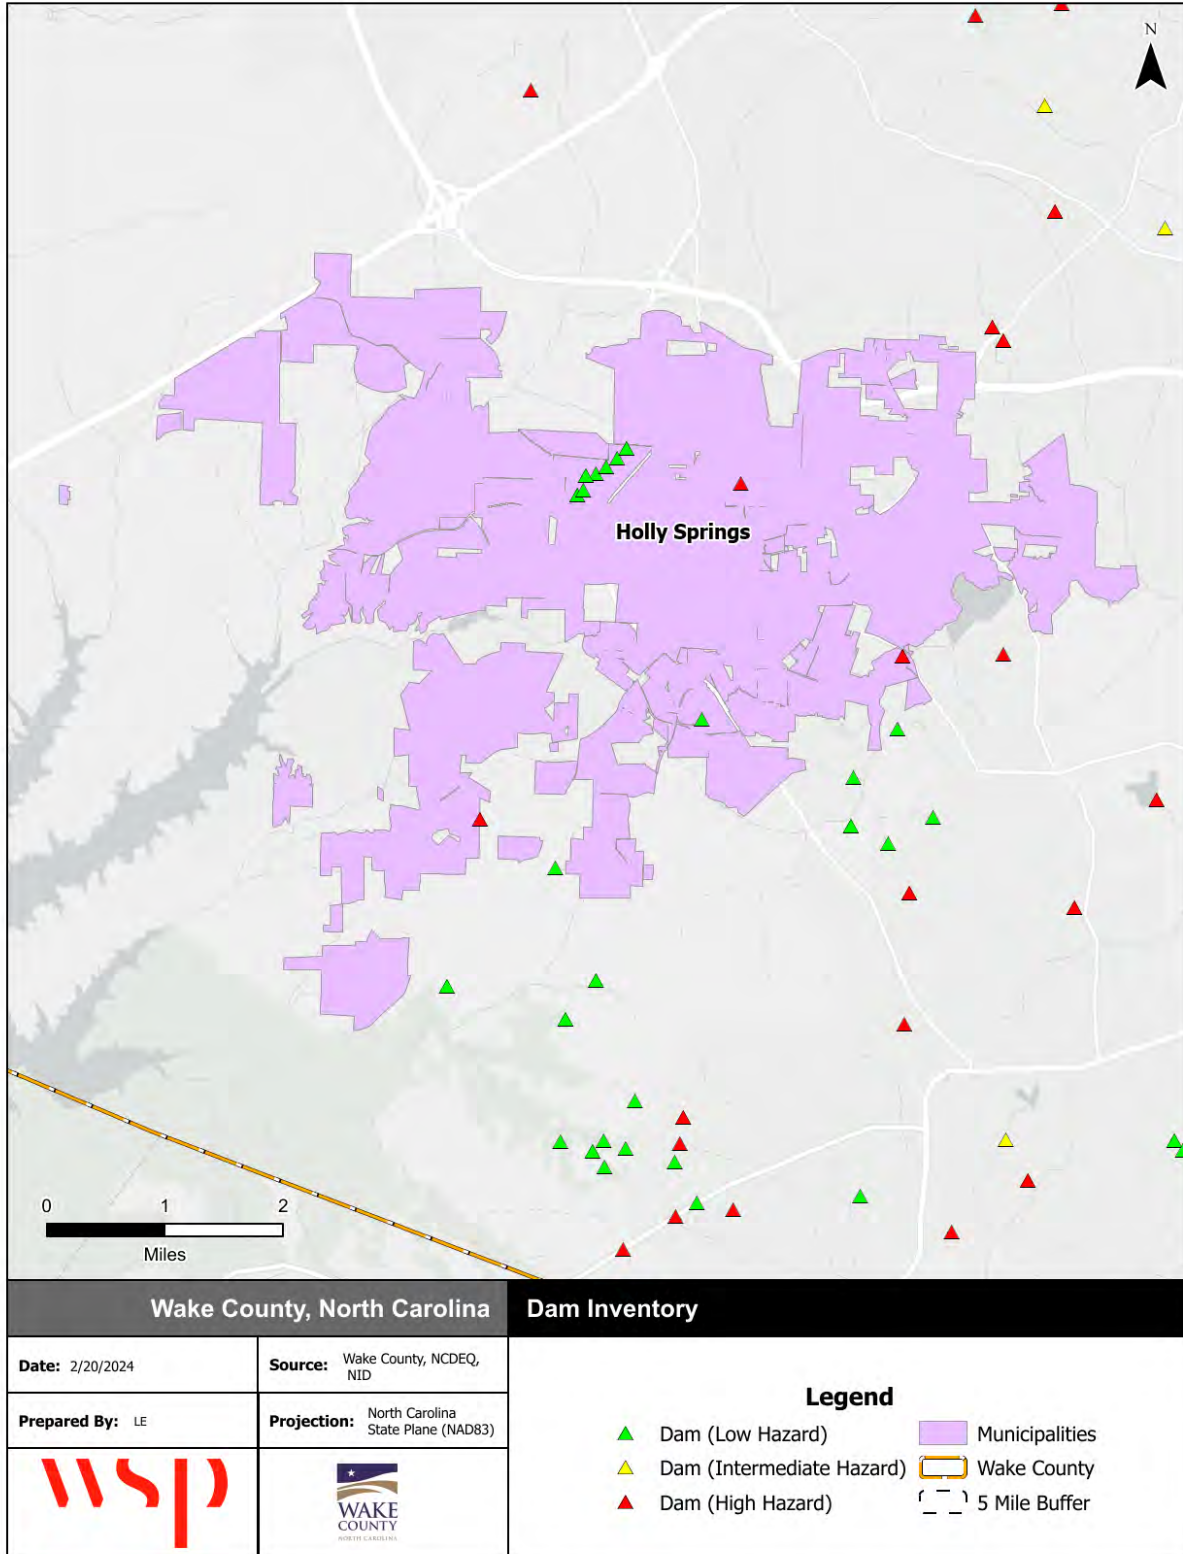 N
Holly Springs
0 1 2
Miles
Wake County, North Carolina
Dam Inventory
Date: 2/20/2024
Source: Wake County, NCDEQ,
NID
Prepared By: LE
Projection: North Carolina
State Plane (NAD83)
wsp
WAKE
COUNTY
NORTH CAROLINA
Legend
Dam (Low Hazard)
Dam (Intermediate Hazard)
Dam (High Hazard)
Municipalities
Wake County
5 Mile Buffer